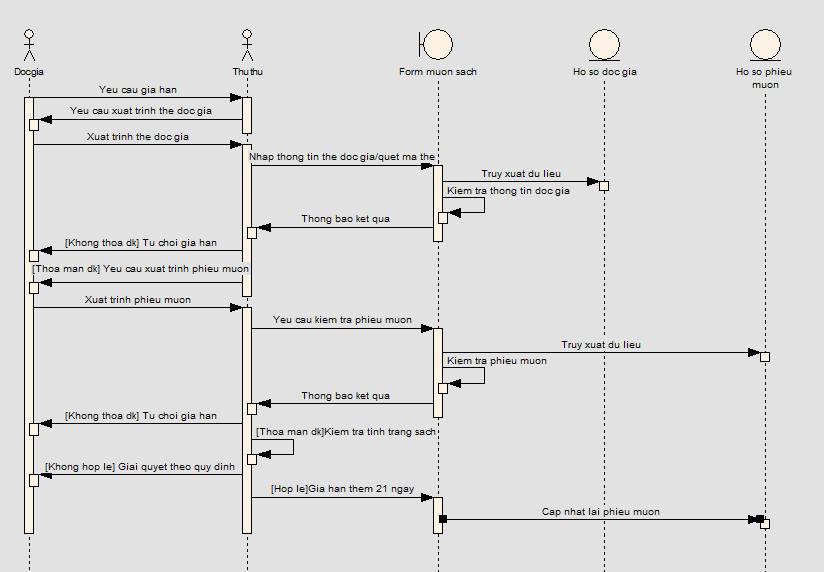 Docgia
Thuthu
Form muon sach
Ho so doc gia
Ho so phieu
muon
Yeu cau gia han
Yeu cau xuat trinh the doc gia
Xuat trinh the doc gia
Nhap thong tin the doc gia/quet ma the
Truy xuat du lieu
Kiem tra thong tin doc gia
Thong bao ket qua
[Khong thoa dk] Tu choi gia han
[Thoa man dk] Yeu cau xuat trinh phieu muon
Xuat trinh phieu muon
Yeu cau kiem tra phieu muon
Truy xuat du lieu
Kiem tra phieu muon
Thong bao ket qua
[Khong thoa dk] Tu choi gia han
[Thoa man dk]Kiem tra tinh trang sach
[Khong hop le] Giai quyet theo quy dinh
[Hop le]Gia han them 21 ngay
Cap nhat lai phieu muon